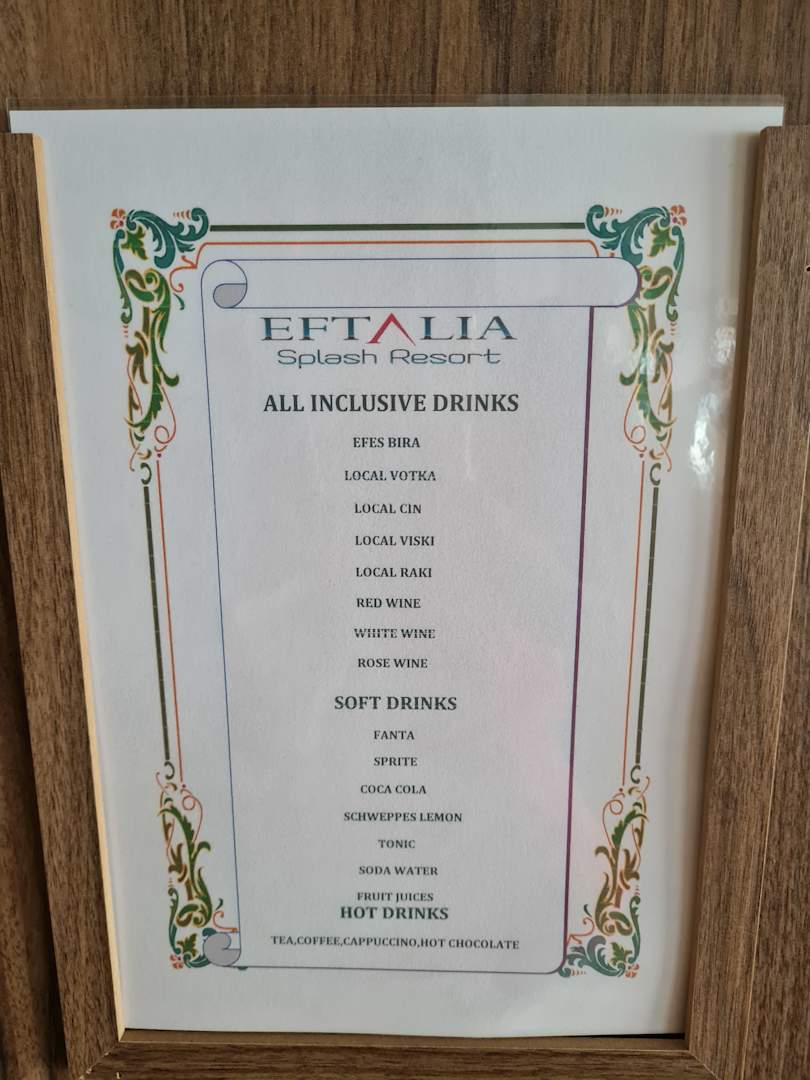 EFTALIA
Splash Resort
ALL INCLUSIVE DRINKS
EFES BIRA
LOCAL VOTKA
LOCAL CIN
LOCAL VISKI
LOCAL RAKI
RED WINE
WHITE WINE
ROSE WINE
SOFT DRINKS
FANTA
SPRITE
COCA COLA
SCHWEPPES LEMON
TONIC
SODA WATER
FRUIT JUICES
HOT DRINKS
TEA,COFFEE,CAPPUCCINO,HOT CHOCOLATE